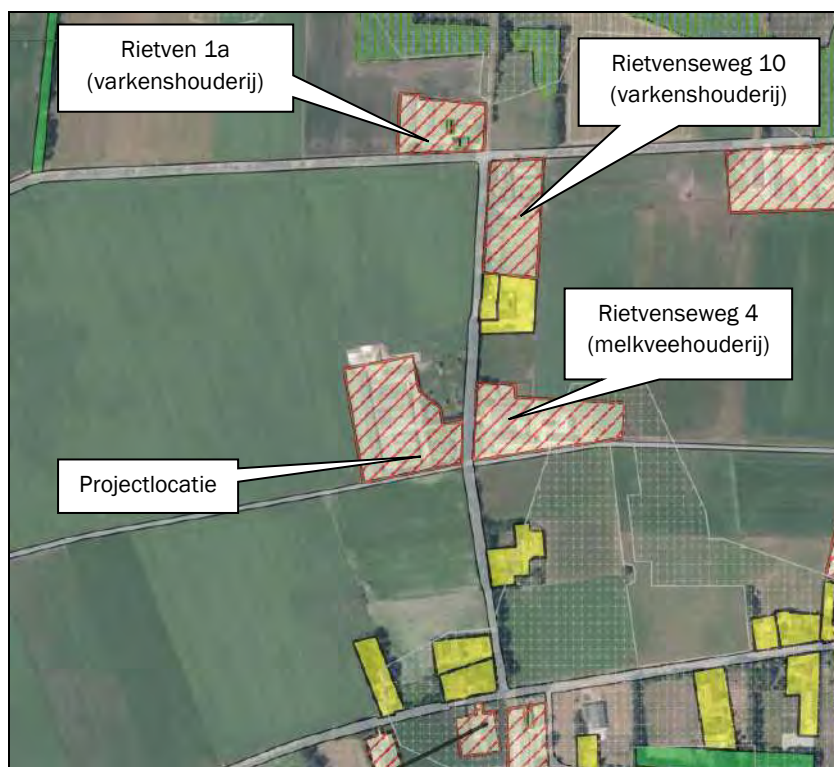 Rietven 1a
(varkenshouderij)
Rietvenseweg 10
(varkenshouderij)
Rietvenseweg 4
(melkveehouderij)
Projectlocatie